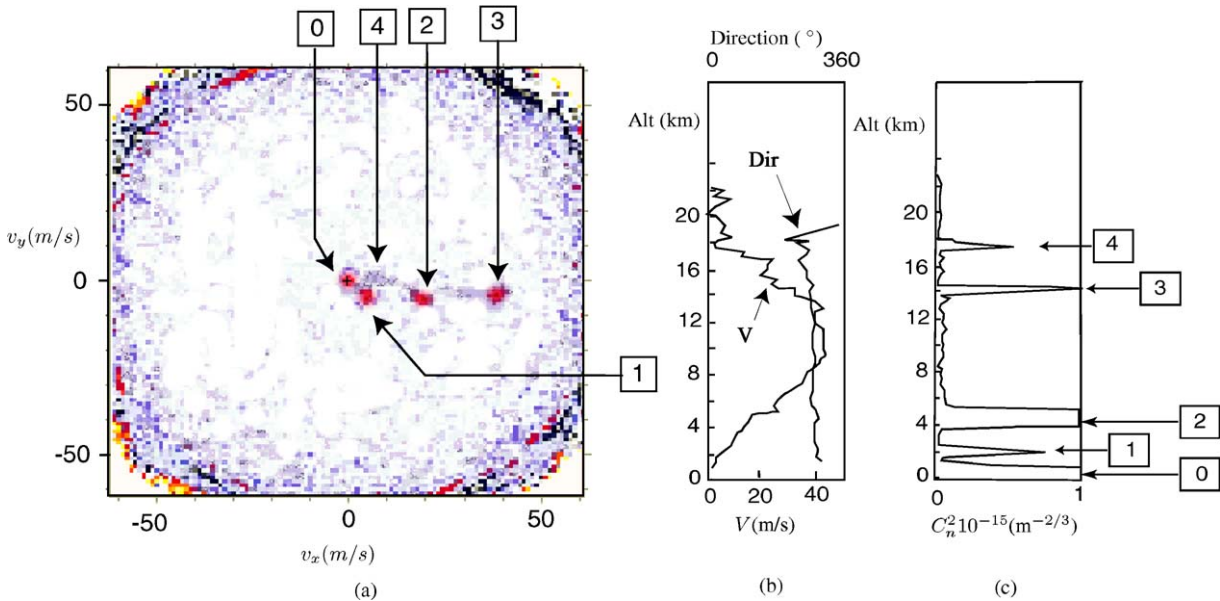 0
4
2
3
50
0
-50
v_y(m/s)
-50
0
50
v_x(m/s)
1
(a)
Direction ( ° )
0
360
Alt (km)
20
16
12
8
4
0
Dir
V
0
20
40
V(m/s)
(b)
Alt (km)
20
16
12
8
4
0
4
3
2
1
0
0
1
C_n^2 10^{-15}(m^{-2/3})
(c)